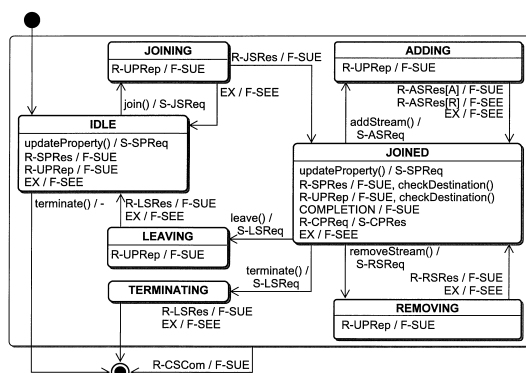 JOINING
R-UPRep / F-SUE
R-JSRes / F-SUE
EX / F-SEE
join() / S-JSReq
ADDING
R-UPRep / F-SUE
R-ASRes[A] / F-SUE
R-ASRes[R] / F-SEE
EX / F-SEE
addStream() /
S-ASReq
IDLE
updateProperty() / S-SPReq
R-SPRes / F-SUE
R-UPRep / F-SUE
EX / F-SEE
terminate() / -
JOINED
updateProperty() / S-SPReq
R-SPRes / F-SUE, checkDestination()
R-UPRep / F-SUE, checkDestination()
COMPLETION / F-SUE
R-CPReq / S-CPRes
EX / F-SEE
R-LSRes / F-SUE
EX / F-SEE
leave() /
S-LSReq
LEAVING
R-UPRep / F-SUE
terminate() /
S-LSReq
removeStream() /
S-RSReq
R-RSRes / F-SUE
EX / F-SEE
TERMINATING
R-LSRes / F-SUE
EX / F-SEE
REMOVING
R-UPRep / F-SUE
R-CSCom / F-SUE